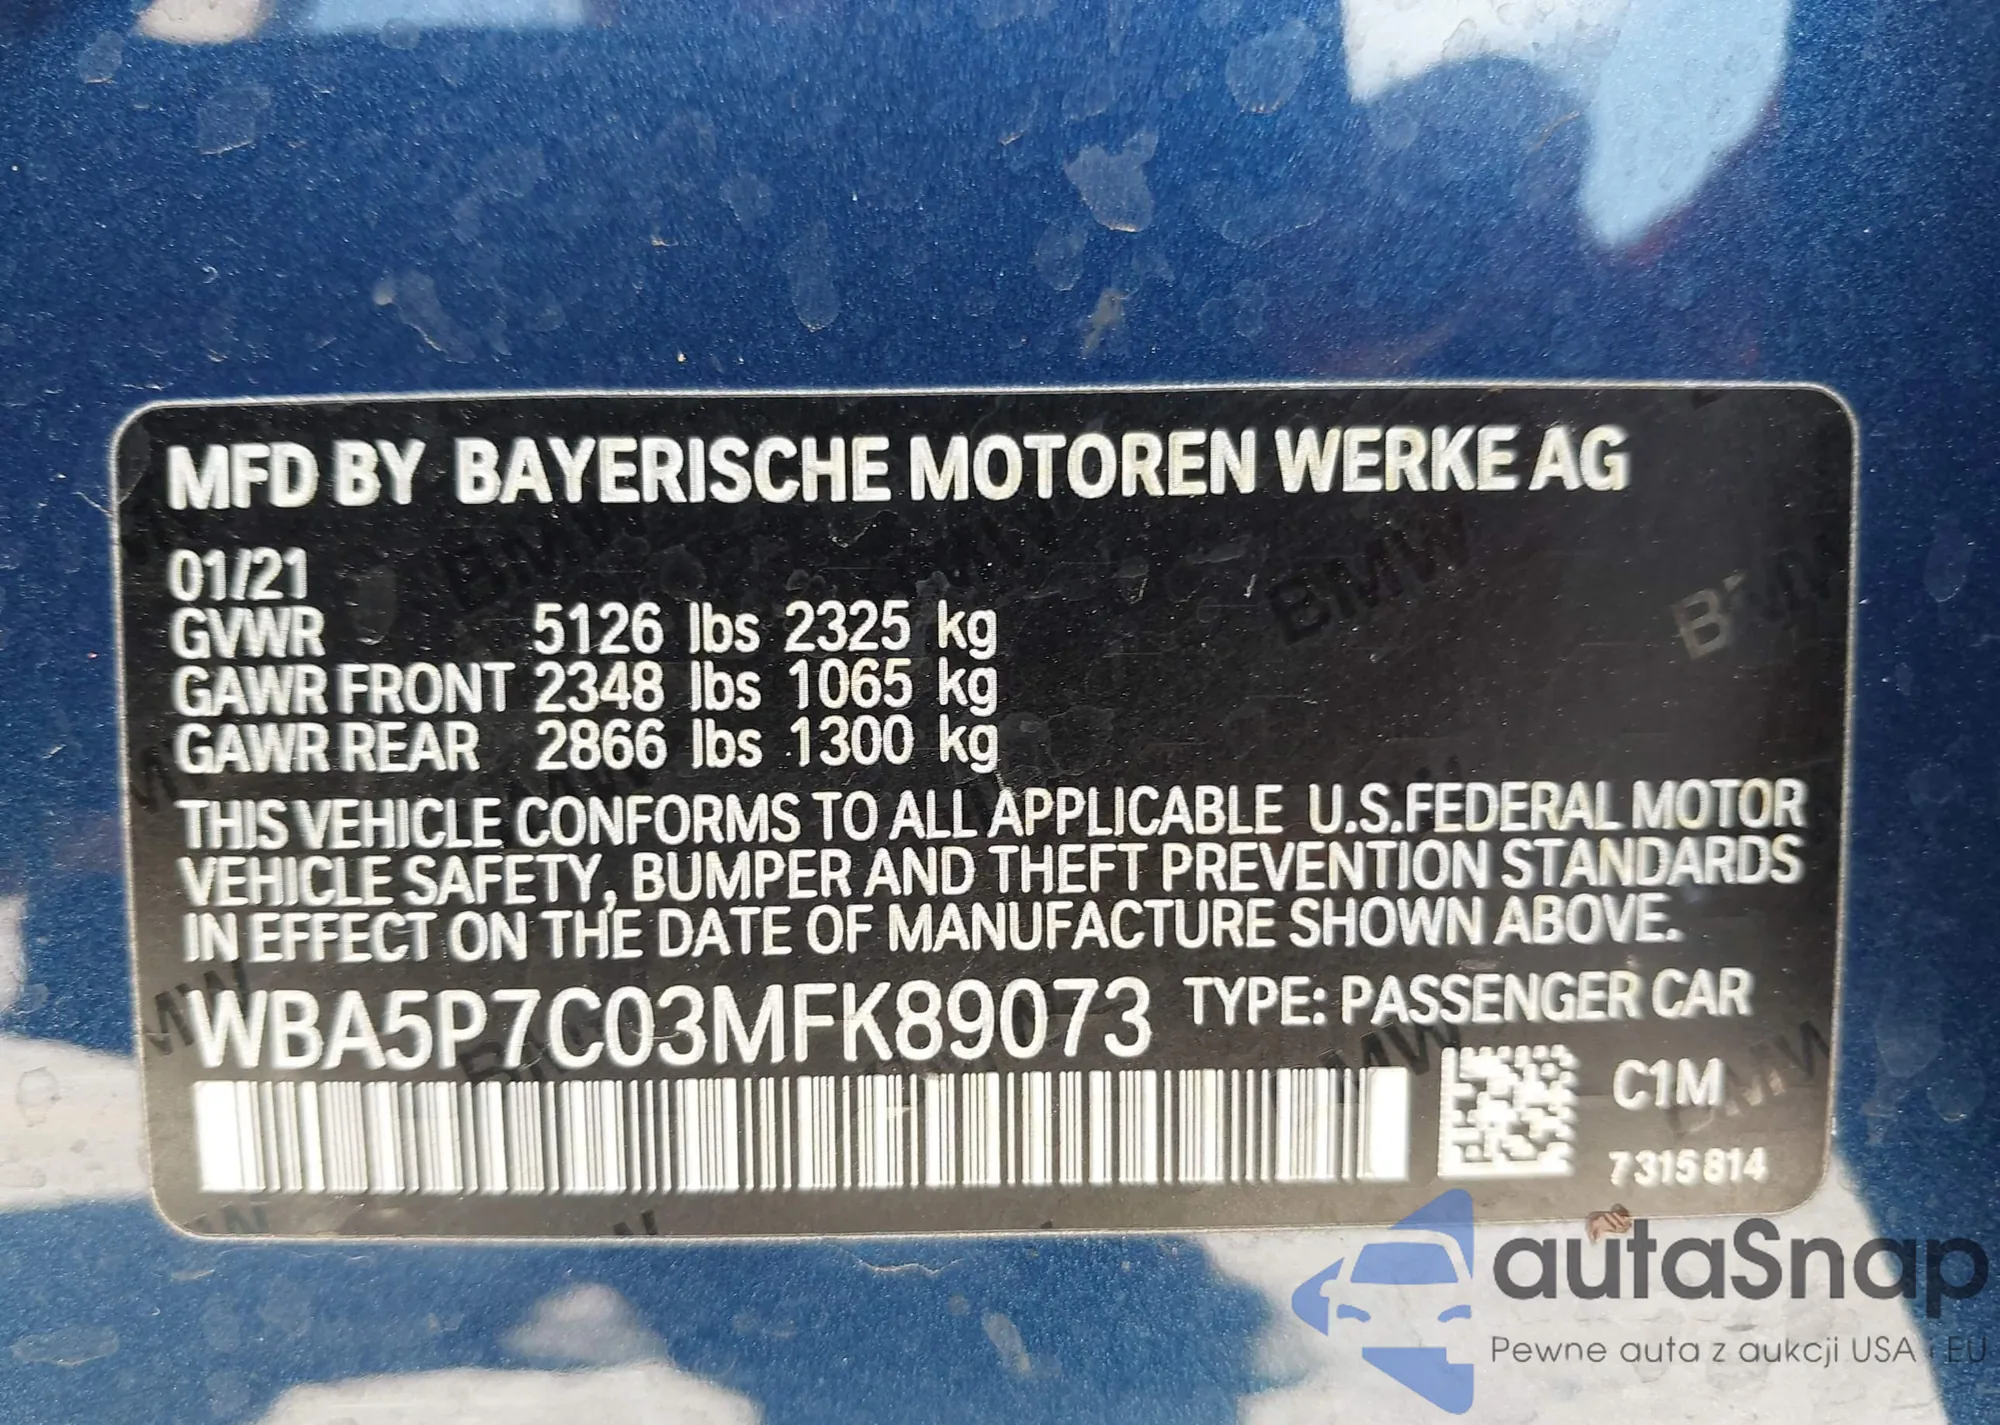 MFD BY BAYERISCHE MOTOREN WERKE AG
01/21
GVWR 5126 lbs 2325 kg
GAWR FRONT 2348 lbs 1065 kg
GAWR REAR 2866 lbs 1300 kg
THIS VEHICLE CONFORMS TO ALL APPLICABLE U.S.FEDERAL MOTOR
VEHICLE SAFETY, BUMPER AND THEFT PREVENTION STANDARDS
IN EFFECT ON THE DATE OF MANUFACTURE SHOWN ABOVE.
WBA5P7C03MFK89073 TYPE: PASSENGER CAR
C1M
7315814
autaSnap
Pewne auta z aukcji USA i EU